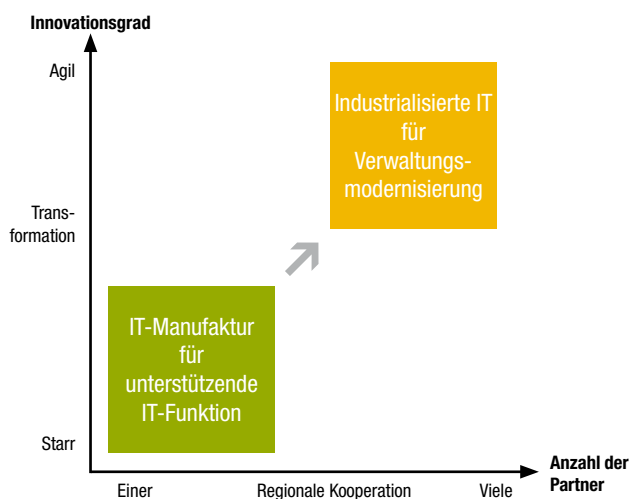 Innovationsgrad
Agil
Industrialisierte IT
für
Verwaltungs-
modernisierung
Trans-
formation
IT-Manufaktur
für
unterstützende
IT-Funktion
Starr
Anzahl der
Partner
Einer
Regionale Kooperation
Viele